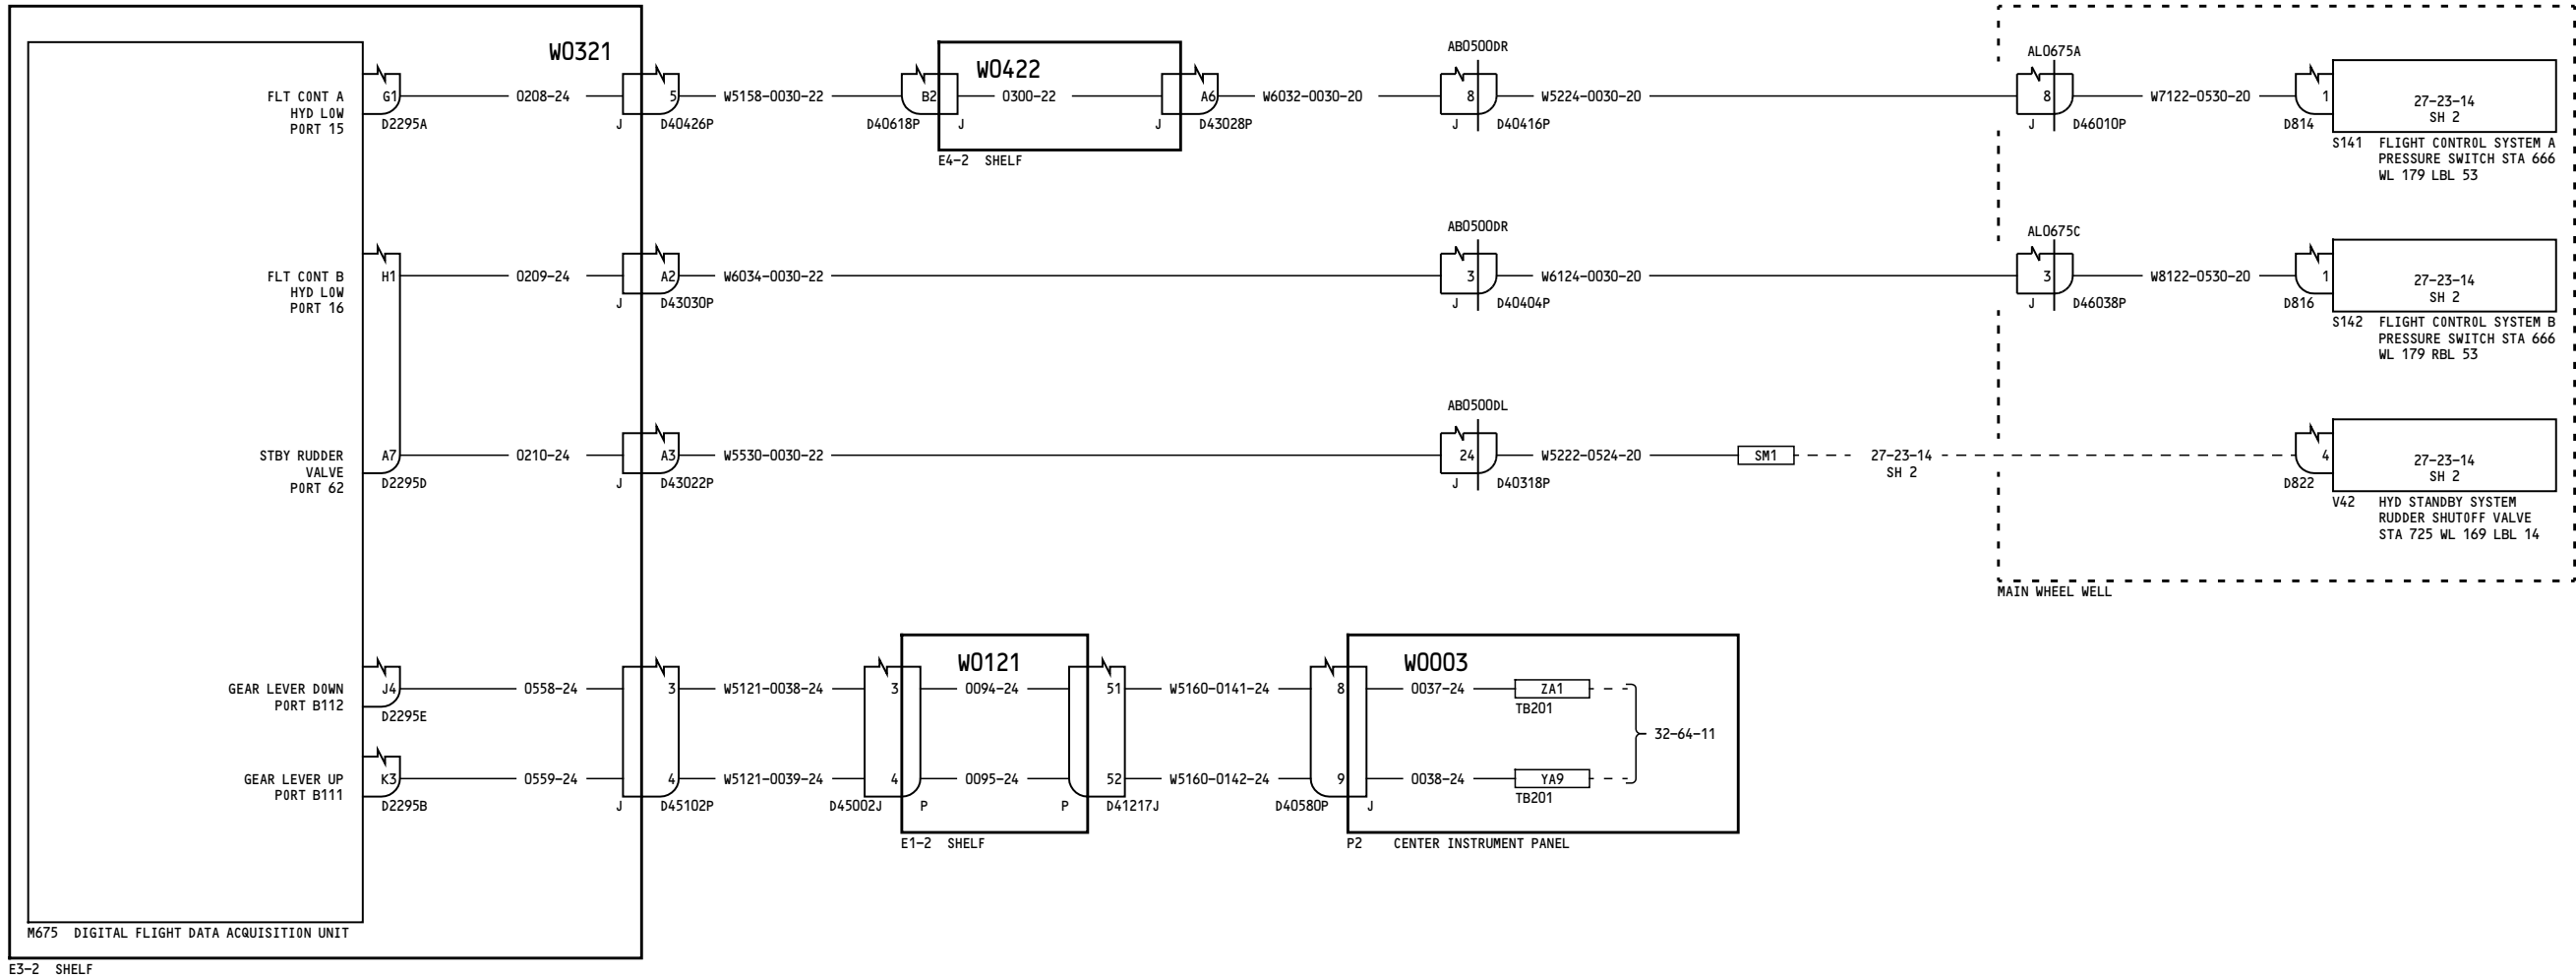 W0321
FLT CONT A
HYD LOW
PORT 15
G1
D2295A
0208-24
5
J
D40426P
W5158-0030-22
B2
D40618P
J
W0422
0300-22
A6
J
D43028P
E4-2 SHELF
W6032-0030-20
AB0500DR
8
J
D40416P
W5224-0030-20
AL0675A
8
J
D46010P
W7122-0530-20
1
D814
27-23-14
SH 2
S141 FLIGHT CONTROL SYSTEM A
PRESSURE SWITCH STA 666
WL 179 LBL 53
FLT CONT B
HYD LOW
PORT 16
H1
0209-24
A2
J
D43030P
W6034-0030-22
AB0500DR
3
J
D40404P
W6124-0030-20
AL0675C
3
J
D46038P
W8122-0530-20
1
D816
27-23-14
SH 2
S142 FLIGHT CONTROL SYSTEM B
PRESSURE SWITCH STA 666
WL 179 RBL 53
STBY RUDDER
VALVE
PORT 62
A7
D2295D
0210-24
A3
J
D43022P
W5530-0030-22
AB0500DL
24
J
D40318P
W5222-0524-20
SM1
27-23-14
SH 2
4
D822
27-23-14
SH 2
V42 HYD STANDBY SYSTEM
RUDDER SHUTOFF VALVE
STA 725 WL 169 LBL 14
MAIN WHEEL WELL
GEAR LEVER DOWN
PORT B112
J4
D2295E
0558-24
3
W5121-0038-24
3
W0121
0094-24
51
W5160-0141-24
8
W0003
0037-24
ZA1
TB201
32-64-11
GEAR LEVER UP
PORT B111
K3
D2295B
0559-24
4
J
D45102P
W5121-0039-24
4
D45002J
P
0095-24
52
P
D41217J
W5160-0142-24
9
D40580P
J
0038-24
YA9
TB201
E1-2 SHELF
P2 CENTER INSTRUMENT PANEL
M675 DIGITAL FLIGHT DATA ACQUISITION UNIT
E3-2 SHELF